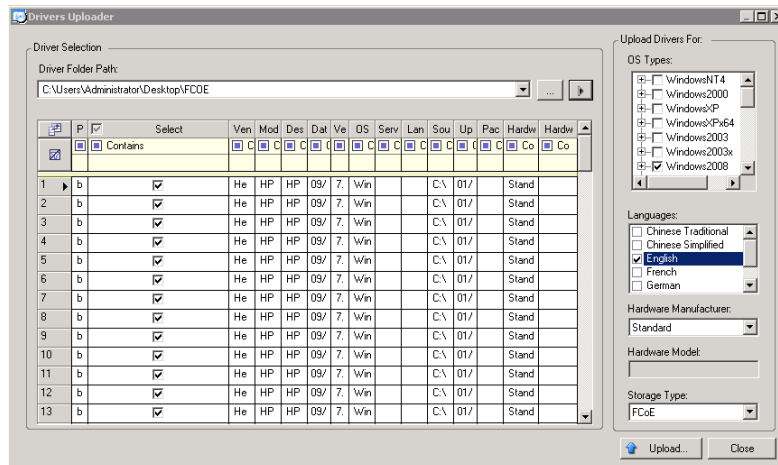 Drivers Uploader
Driver Selection
Driver Folder Path:
C:\Users\Administrator\Desktop\FCOE
...
P Select Ven Mod Des Dat Ve OS Serv Lan Sou Up Pac Hardw Hardw
Contains C C C ( C C C C C ( C Co Co
1 b He HP HP 09/ 7. Win C:\ 01/ Stand
2 b He HP HP 09/ 7. Win C:\ 01/ Stand
3 b He HP HP 09/ 7. Win C:\ 01/ Stand
4 b He HP HP 09/ 7. Win C:\ 01/ Stand
5 b He HP HP 09/ 7. Win C:\ 01/ Stand
6 b He HP HP 09/ 7. Win C:\ 01/ Stand
7 b He HP HP 09/ 7. Win C:\ 01/ Stand
8 b He HP HP 09/ 7. Win C:\ 01/ Stand
9 b He HP HP 09/ 7. Win C:\ 01/ Stand
10 b He HP HP 09/ 7. Win C:\ 01/ Stand
11 b He HP HP 09/ 7. Win C:\ 01/ Stand
12 b He HP HP 09/ 7. Win C:\ 01/ Stand
13 b He HP HP 09/ 7. Win C:\ 01/ Stand
Upload Drivers For:
OS Types:
WindowsNT4
Windows2000
WindowsXP
WindowsXPx64
Windows2003
Windows2003x
Windows2008
Languages:
Chinese Traditional
Chinese Simplified
English
French
German
Hardware Manufacturer:
Standard
Hardware Model:
Storage Type:
FCoE
Upload...
Close